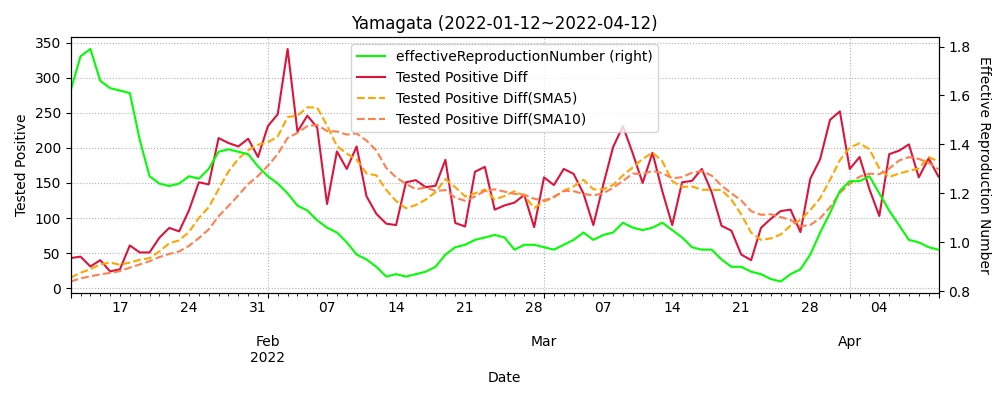 Yamagata (2022-01-12~2022-04-12)
effectiveReproductionNumber (right)
Tested Positive Diff
Tested Positive Diff(SMA5)
Tested Positive Diff(SMA10)
Tested Positive
350
300
250
200
150
100
50
0
1.8
1.6
1.4
1.2
1.0
0.8
Effective Reproduction Number
17 24 31 07 14 21 28 07 14 21 28 04
Feb Mar Apr
2022
Date